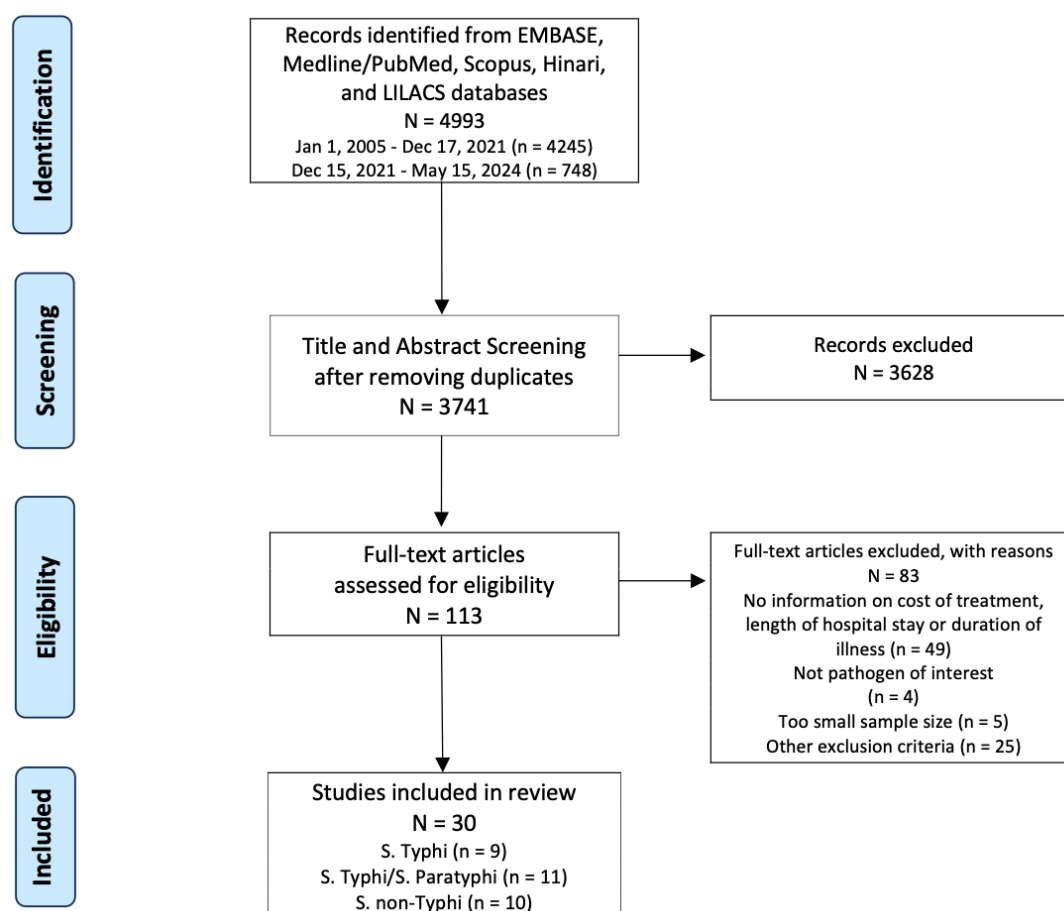 Identification
Records identified from EMBASE,
Medline/PubMed, Scopus, Hinari,
and LILACS databases
N = 4993
Jan 1, 2005 - Dec 17, 2021 (n = 4245)
Dec 15, 2021 - May 15, 2024 (n = 748)
Screening
Title and Abstract Screening
after removing duplicates
N = 3741
Records excluded
N = 3628
Eligibility
Full-text articles
assessed for eligibility
N = 113
Full-text articles excluded, with reasons
N = 83
No information on cost of treatment,
length of hospital stay or duration of
illness (n = 49)
Not pathogen of interest
(n = 4)
Too small sample size (n = 5)
Other exclusion criteria (n = 25)
Included
Studies included in review
N = 30
S. Typhi (n = 9)
S. Typhi/S. Paratyphi (n = 11)
S. non-Typhi (n = 10)